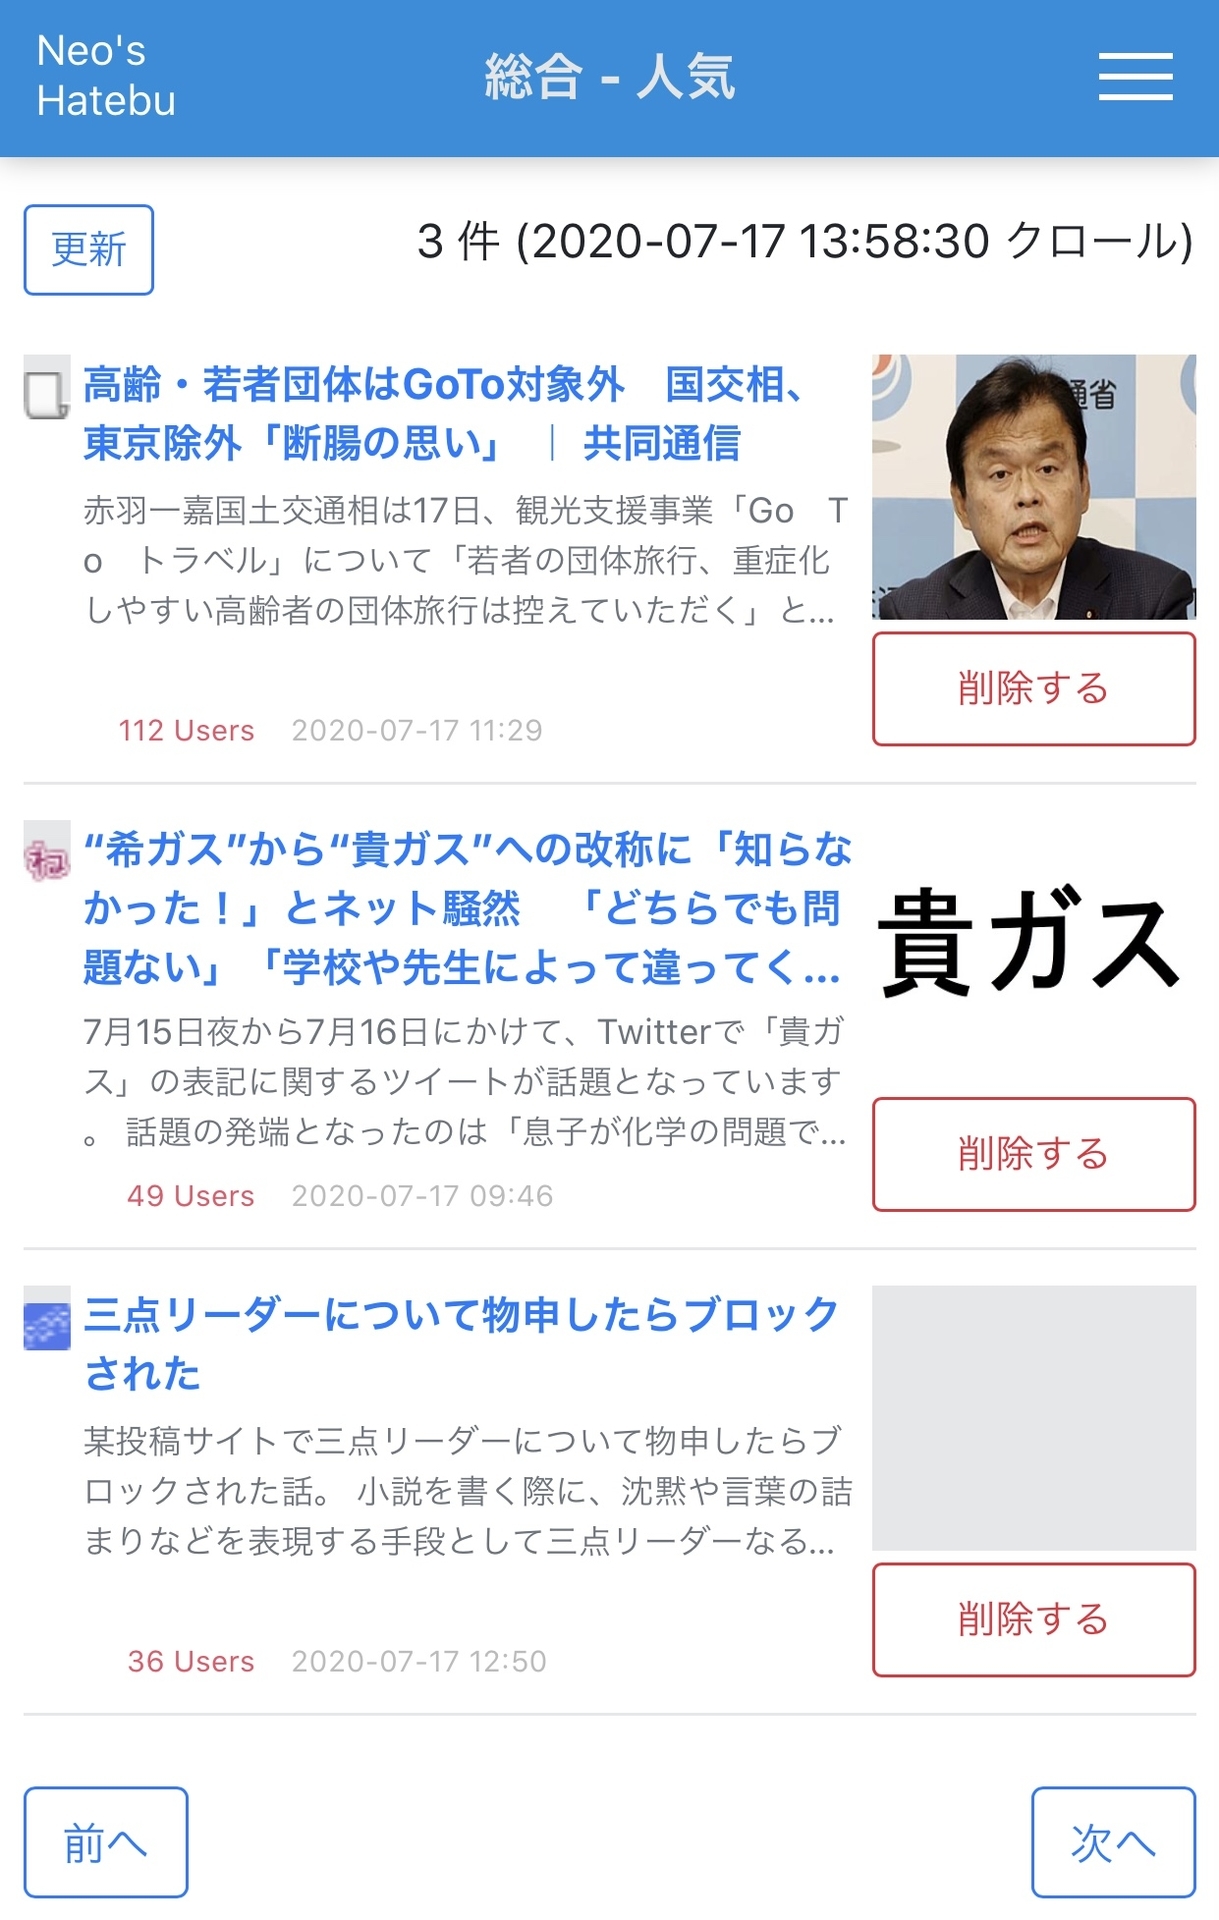 Neo's
Hatebu
総合 - 人気
更新
3 件 (2020-07-17 13:58:30 クロール)
高齢・若者団体はGoTo対象外　国交相、
東京除外「断腸の思い」 ｜ 共同通信
赤羽一嘉国土交通相は17日、観光支援事業「Go　T
o　トラベル」について「若者の団体旅行、重症化
しやすい高齢者の団体旅行は控えていただく」と...
通省
削除する
112 Users 2020-07-17 11:29
ね
“希ガス”から“貴ガス”への改称に「知らな
かった！」とネット騒然　「どちらでも問
題ない」「学校や先生によって違ってく...
貴ガス
7月15日夜から7月16日にかけて、Twitterで「貴ガ
ス」の表記に関するツイートが話題となっています
。 話題の発端となったのは「息子が化学の問題で...
削除する
49 Users 2020-07-17 09:46
三点リーダーについて物申したらブロック
された
某投稿サイトで三点リーダーについて物申したらブ
ロックされた話。 小説を書く際に、沈黙や言葉の詰
まりなどを表現する手段として三点リーダーなる...
削除する
36 Users 2020-07-17 12:50
前へ
次へ